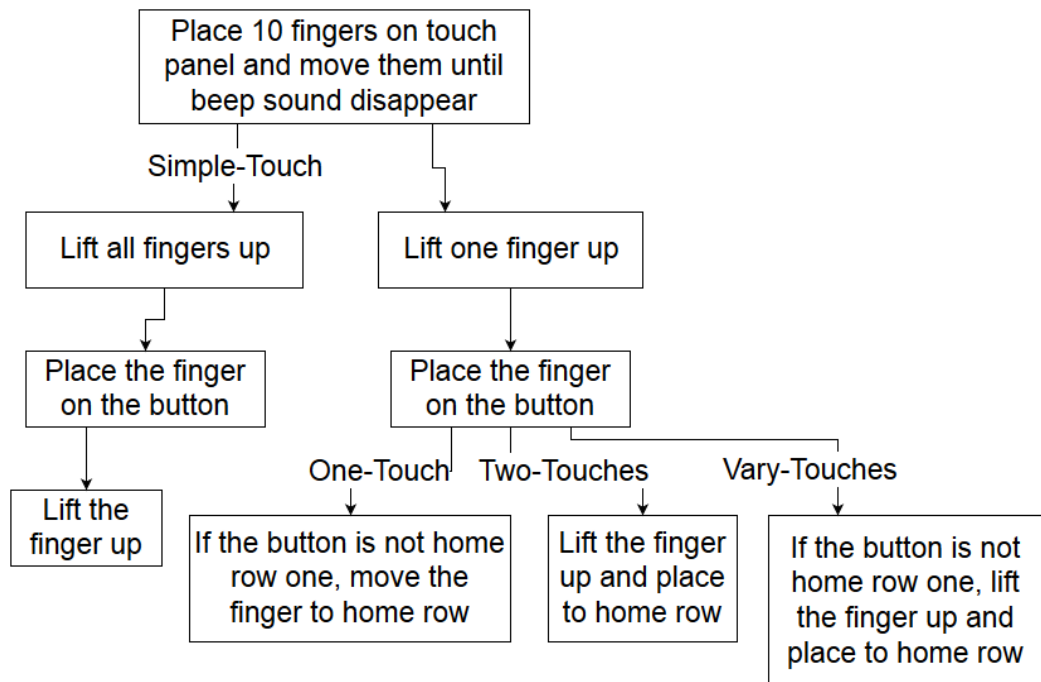 Place 10 fingers on touch
panel and move them until
beep sound disappear
Simple-Touch
Lift all fingers up
Lift one finger up
Place the finger
on the button
Place the finger
on the button
One-Touch
Two-Touches
Vary-Touches
Lift the
finger up
If the button is not home
row one, move the
finger to home row
Lift the finger
up and place
to home row
If the button is not
home row one, lift
the finger up and
place to home row